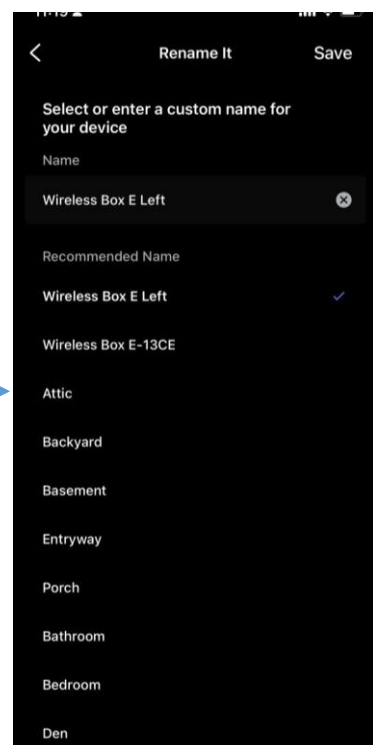 Rename It
Save
Select or enter a custom name for
your device
Name
Wireless Box E Left
Recommended Name
Wireless Box E Left
Wireless Box E-13CE
Attic
Backyard
Basement
Entryway
Porch
Bathroom
Bedroom
Den